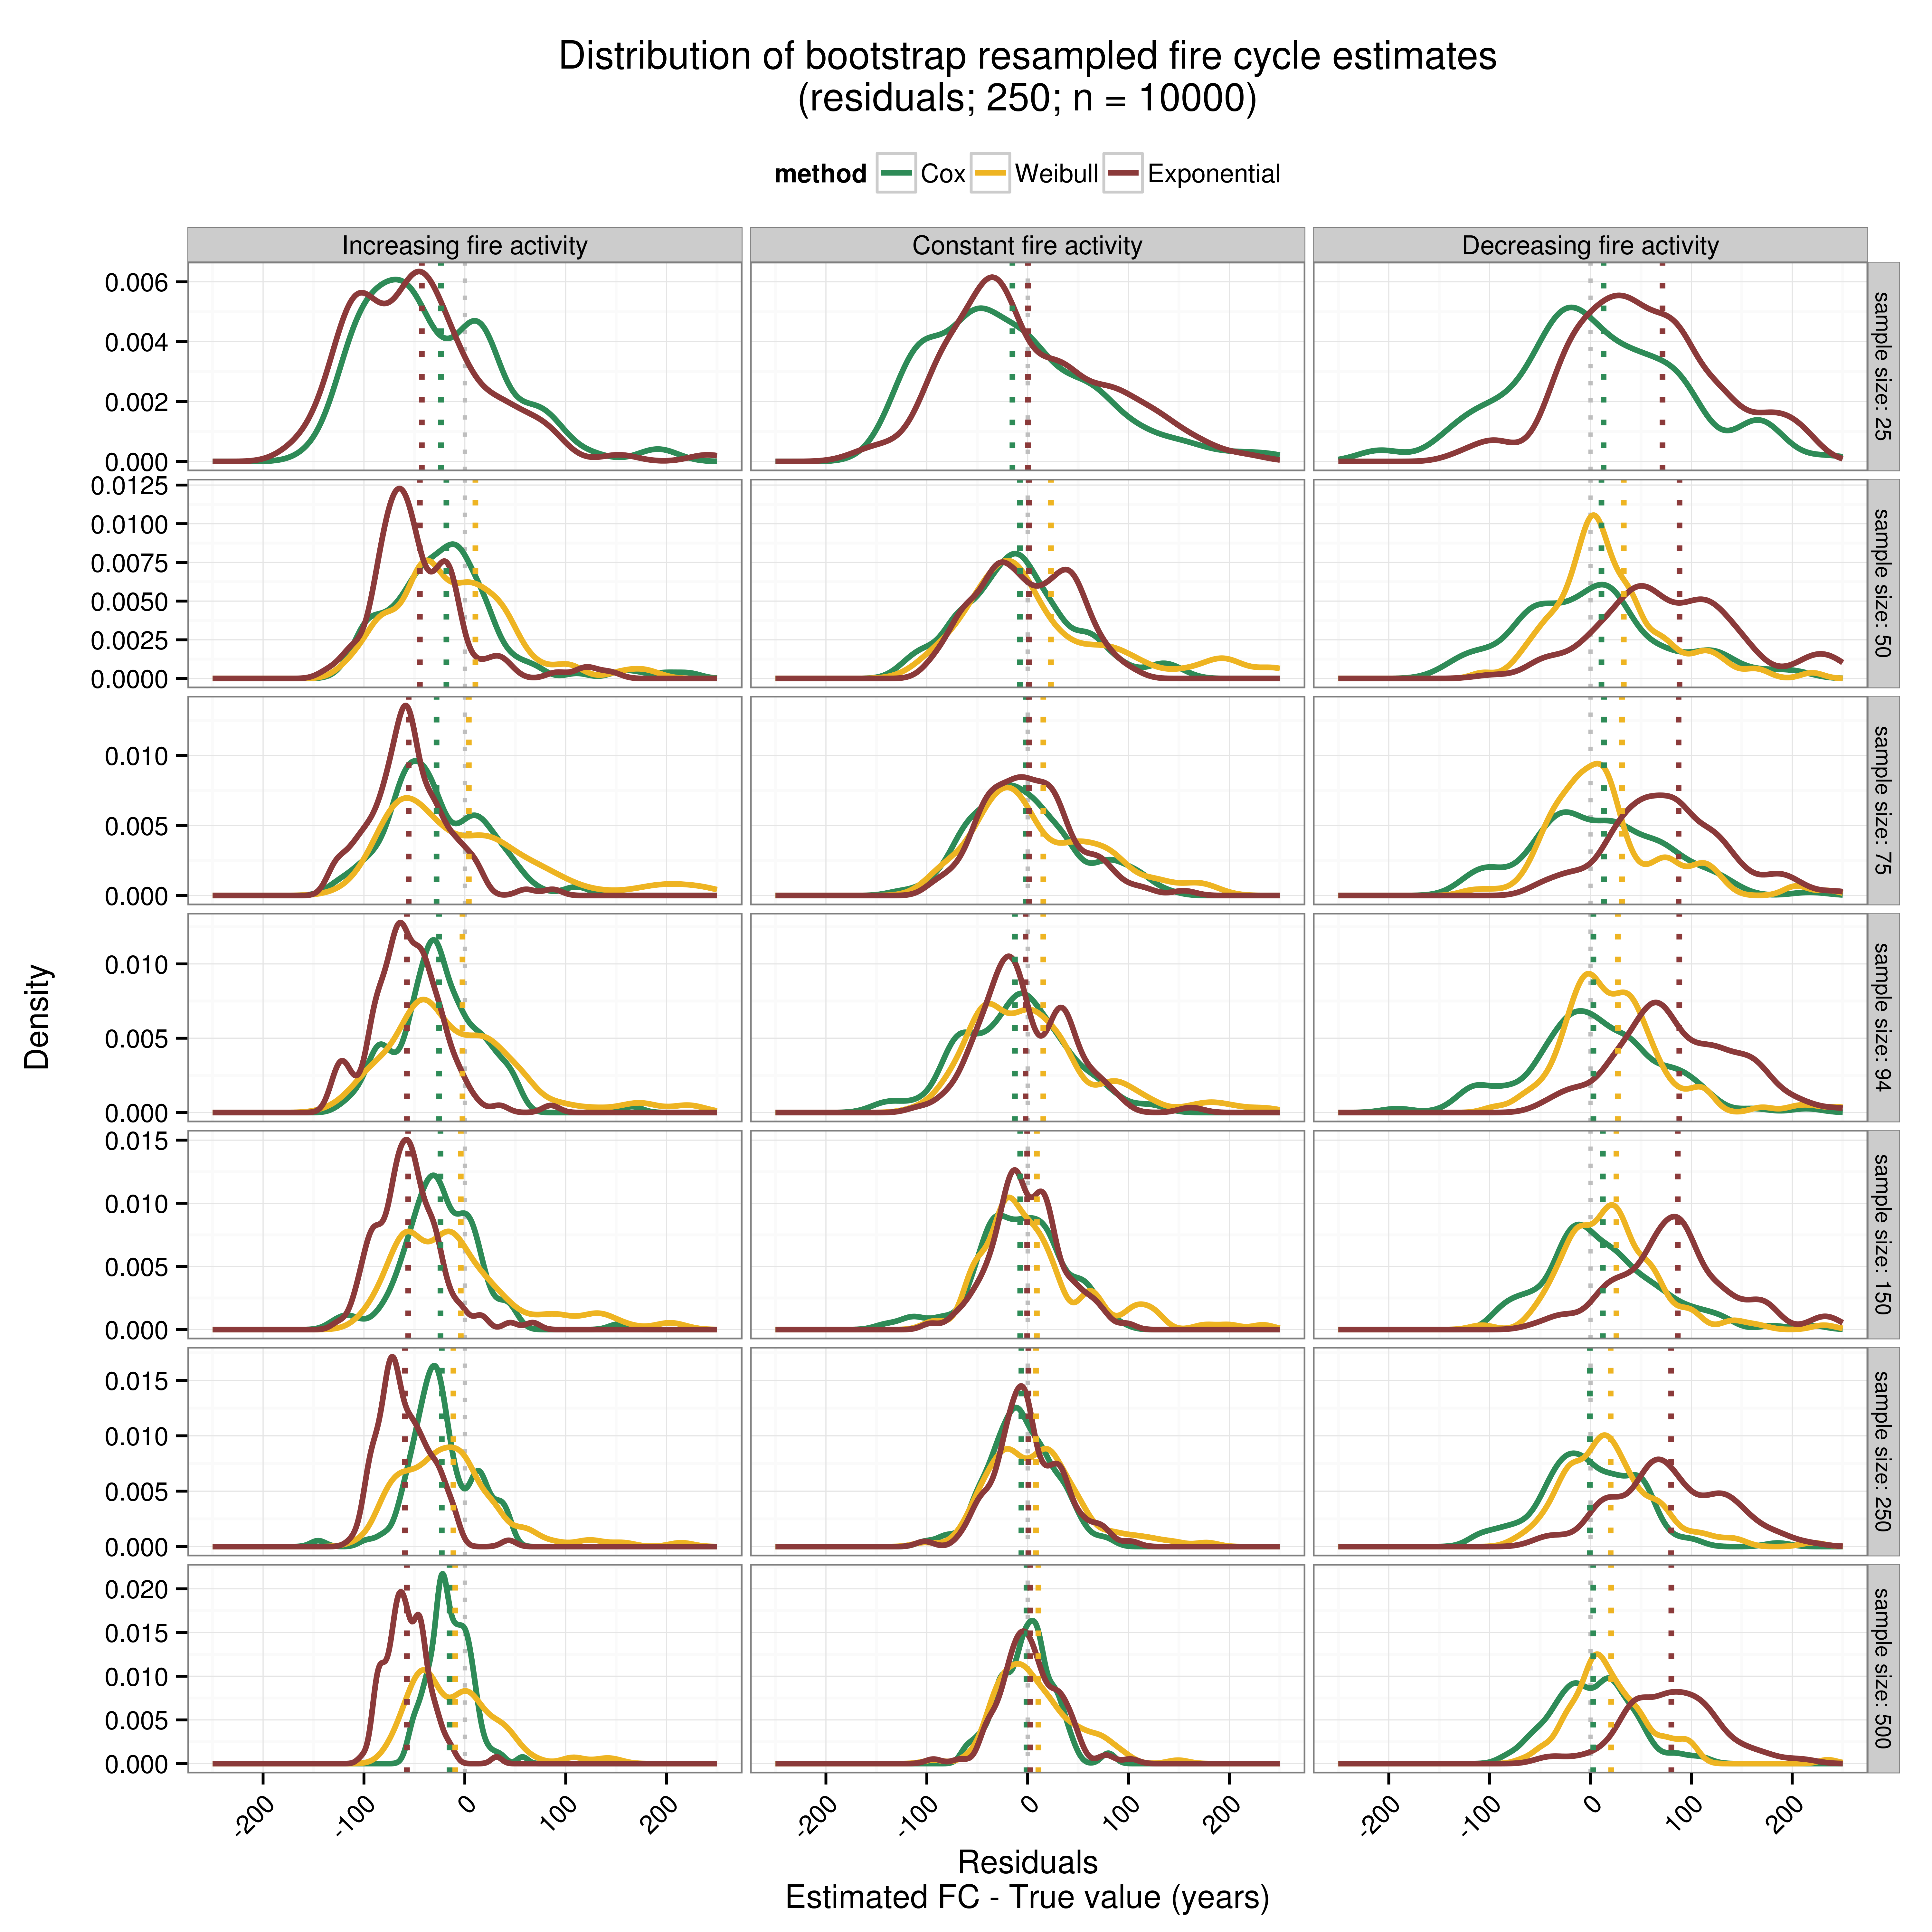 Distribution of bootstrap resampled fire cycle estimates
(residuals; 250; n = 10000)
method Cox Weibull Exponential
Increasing fire activity Constant fire activity Decreasing fire activity
0.006
0.004
0.002
0.000
sample size: 25
0.0125
0.0100
0.0075
0.0050
0.0025
0.0000
sample size: 50
0.010
0.005
0.000
sample size: 75
0.010
0.005
0.000
sample size: 94
0.015
0.010
0.005
0.000
sample size: 150
0.015
0.010
0.005
0.000
sample size: 250
0.020
0.015
0.010
0.005
0.000
sample size: 500
Density
-200 -100 0 100 200 -200 -100 0 100 200 -200 -100 0 100 200
Residuals
Estimated FC - True value (years)